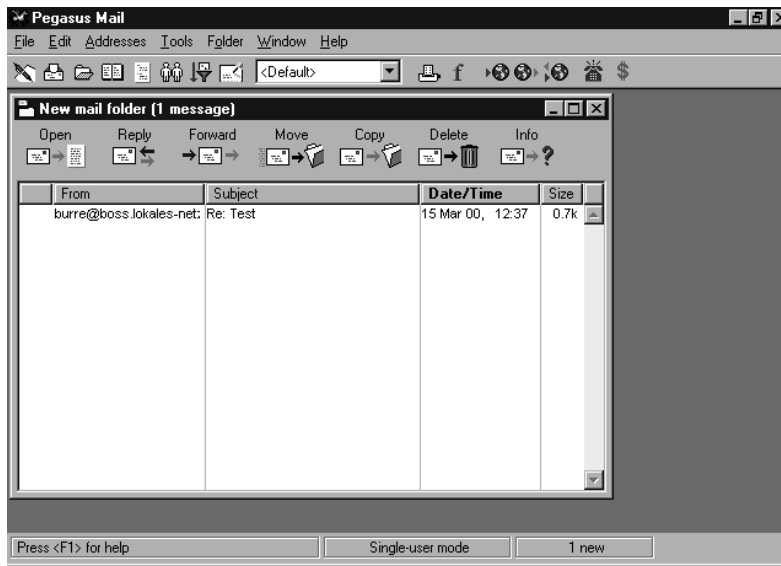 Pegasus Mail
File Edit Addresses Tools Folder Window Help
<Default>
New mail folder (1 message)
Open Reply Forward Move Copy Delete Info
From Subject Date/Time Size
burre@boss.lokales-net: Re: Test 15 Mar 00, 12:37 0.7k
Press <F1> for help Single-user mode 1 new